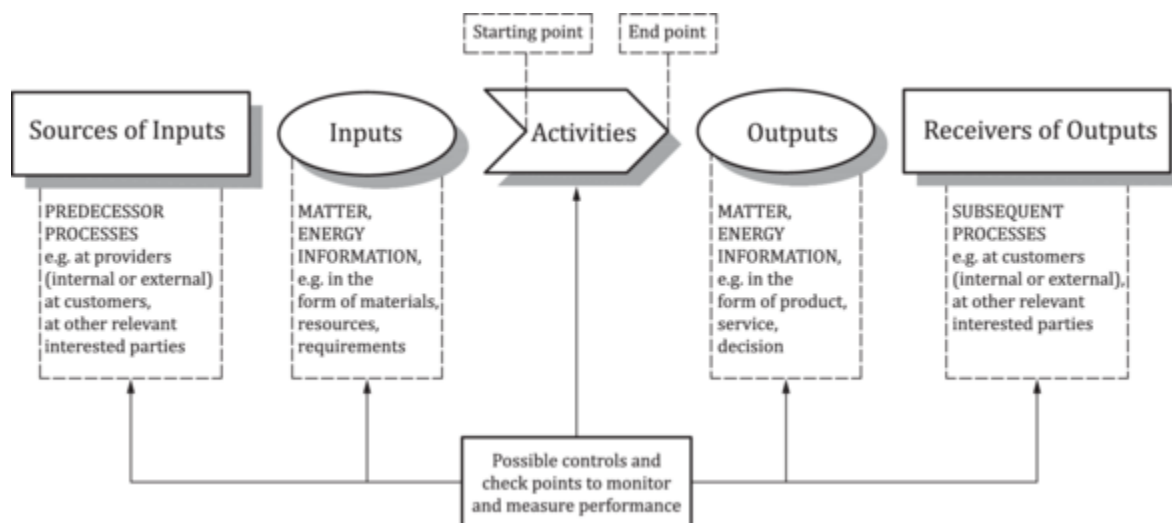 Starting point
End point
Sources of Inputs
Inputs
Activities
Outputs
Receivers of Outputs
PREDECESSOR
PROCESSES
e.g. at providers
(internal or external)
at customers,
at other relevant
interested parties
MATTER,
ENERGY
INFORMATION,
e.g. in the
form of materials,
resources,
requirements
MATTER,
ENERGY
INFORMATION,
e.g. in the
form of product,
service,
decision
SUBSEQUENT
PROCESSES
e.g. at customers
(internal or external),
at other relevant
interested parties
Possible controls and
check points to monitor
and measure performance